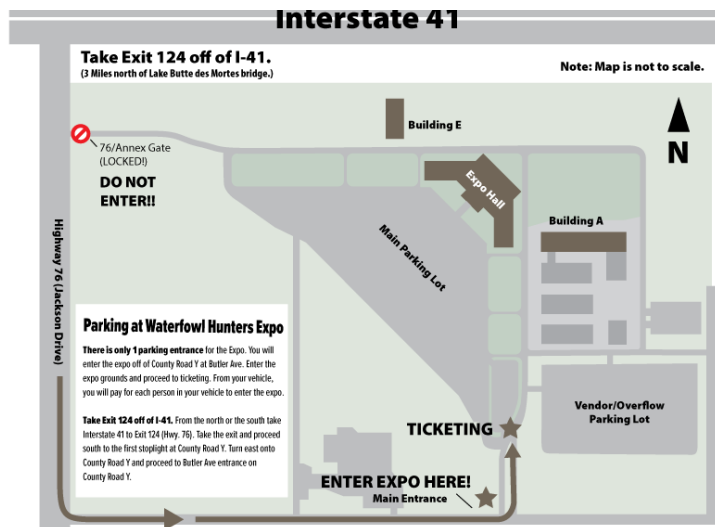 Interstate 41
Take Exit 124 off of I-41.
(3 Miles north of Lake Butte des Mortes bridge.)
Note: Map is not to scale.
Building E
N
76/Annex Gate
(LOCKED!)
DO NOT
ENTER!!
Expo Hall
Building A
Main Parking Lot
Highway 76 (Jackson Drive)
Parking at Waterfowl Hunters Expo
There is only 1 parking entrance for the Expo. You will
enter the expo off of County Road Y at Butler Ave. Enter the
expo grounds and proceed to ticketing. From your vehicle,
you will pay for each person in your vehicle to enter the expo.
Take Exit 124 off of I-41. From the north or the south take
Interstate 41 to Exit 124 (Hwy. 76). Take the exit and proceed
south to the first stoplight at County Road Y. Turn east onto
County Road Y and proceed to Butler Ave entrance on
County Road Y.
Vendor/Overflow
Parking Lot
TICKETING
ENTER EXPO HERE!
Main Entrance